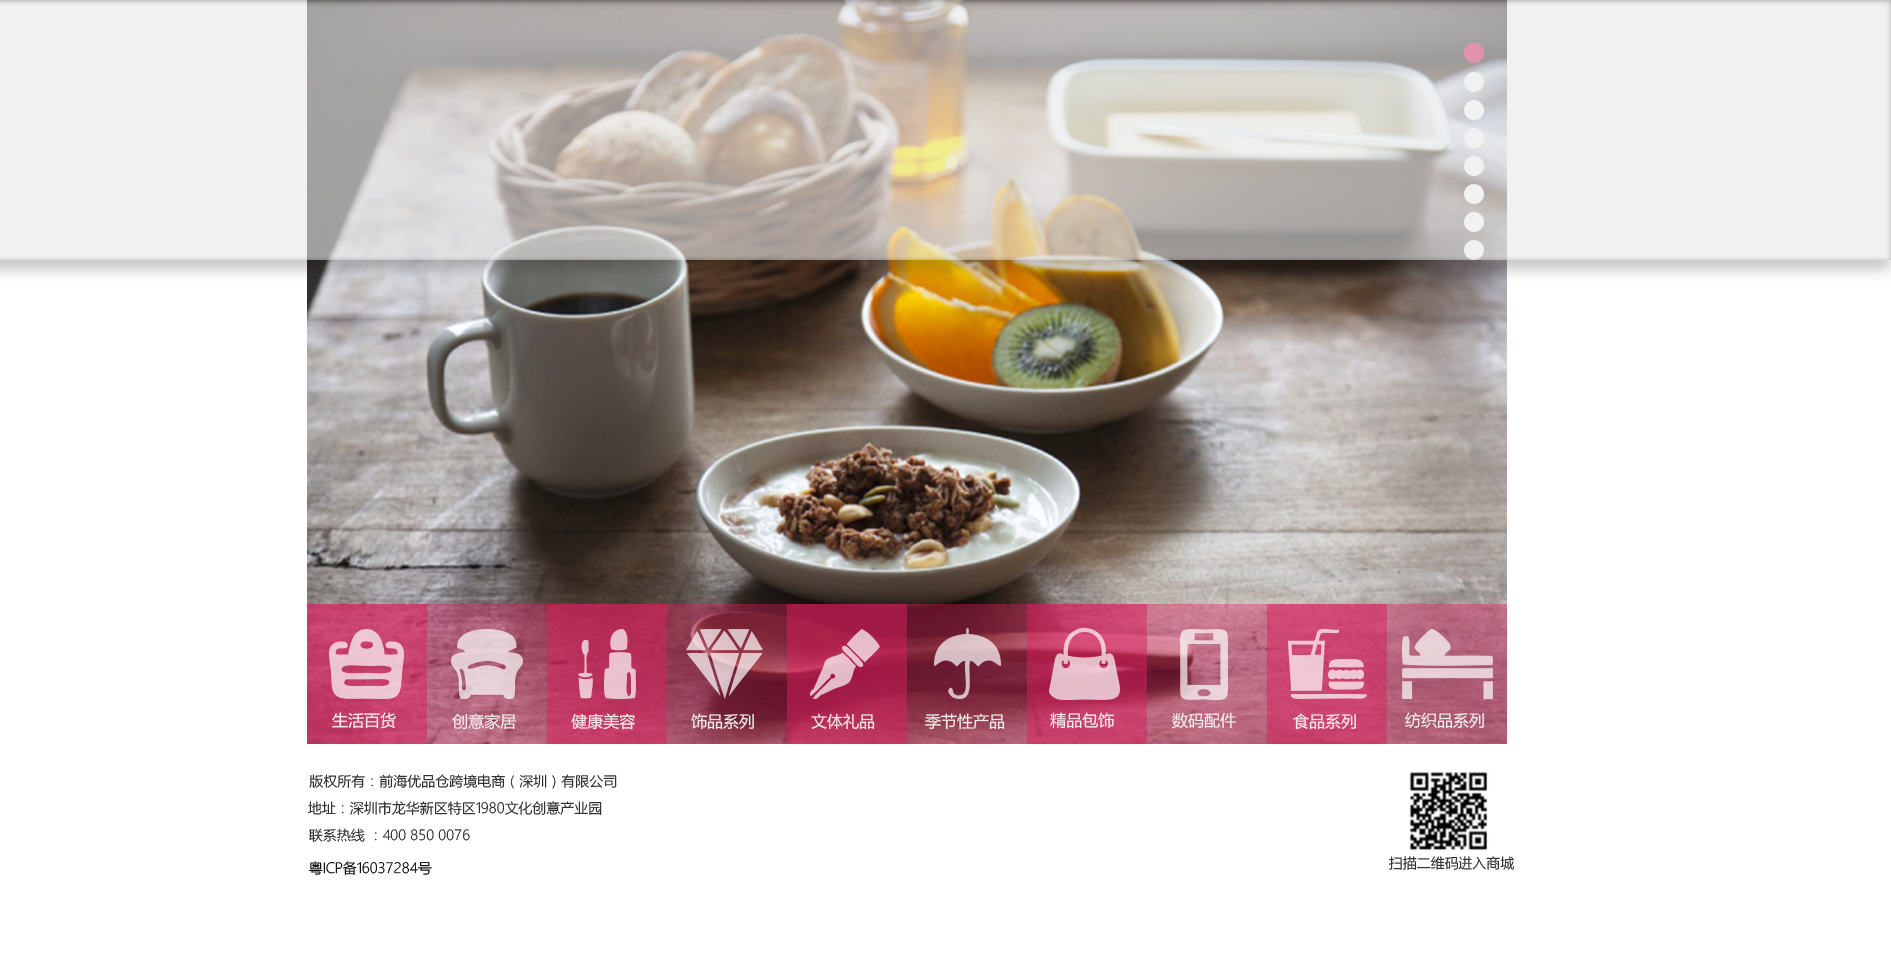 生活百货
创意家居
健康美容
饰品系列
文体礼品
季节性产品
精品包饰
数码配件
食品系列
纺织品系列
版权所有：前海优品仓跨境电商（深圳）有限公司
地址：深圳市龙华新区特区1980文化创意产业园
联系热线 ：400 850 0076
粤ICP备16037284号
扫描二维码进入商城